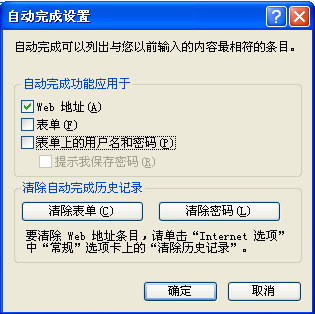 自动完成设置
自动完成可以列出与您以前输入的内容最相符的条目。
自动完成功能应用于
Web 地址(A)
表单(F)
表单上的用户名和密码(P)
提示我保存密码(R)
清除自动完成历史记录
清除表单(C) 清除密码(L)
要清除 Web 地址条目,请单击“Internet 选项”
中“常规”选项卡上的“清除历史记录”。
确定 取消